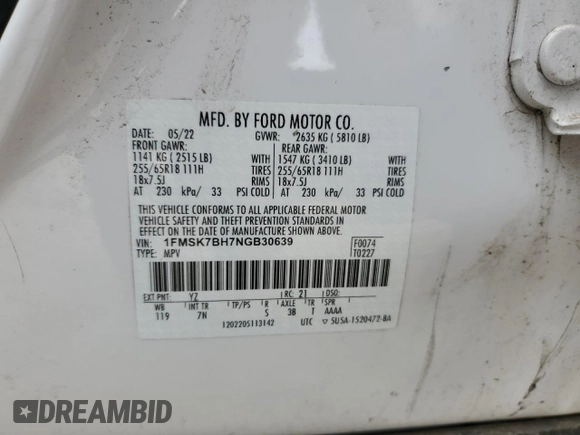 MFD. BY FORD MOTOR CO.
DATE: 05/22 GVWR: *2635 KG ( 5810 LB)
FRONT GAWR: REAR GAWR:
1141 KG ( 2515 LB) WITH 1547 KG ( 3410 LB) WITH
255/65R18 111H TIRES 255/65R18 111H TIRES
18x7.5J RIMS 18x7.5J RIMS
AT 230 kPa/ 33 PSI COLD AT 230 kPa/ 33 PSI COLD
THIS VEHICLE CONFORMS TO ALL APPLICABLE FEDERAL MOTOR
VEHICLE SAFETY AND THEFT PREVENTION STANDARDS IN
EFFECT ON THE DATE OF MANUFACTURE SHOWN ABOVE.
VIN: 1FMSK7BH7NGB30639 F0074
TYPE: MPV T0227
EXT PNT: YZ RC: 21 DSO:
WB INT TR TP/PS R AXLE TR SPR
119 7N S 38 T AAAA
1202205113142 UTC ▽ 5U5A-1520472-BA
DREAMBID